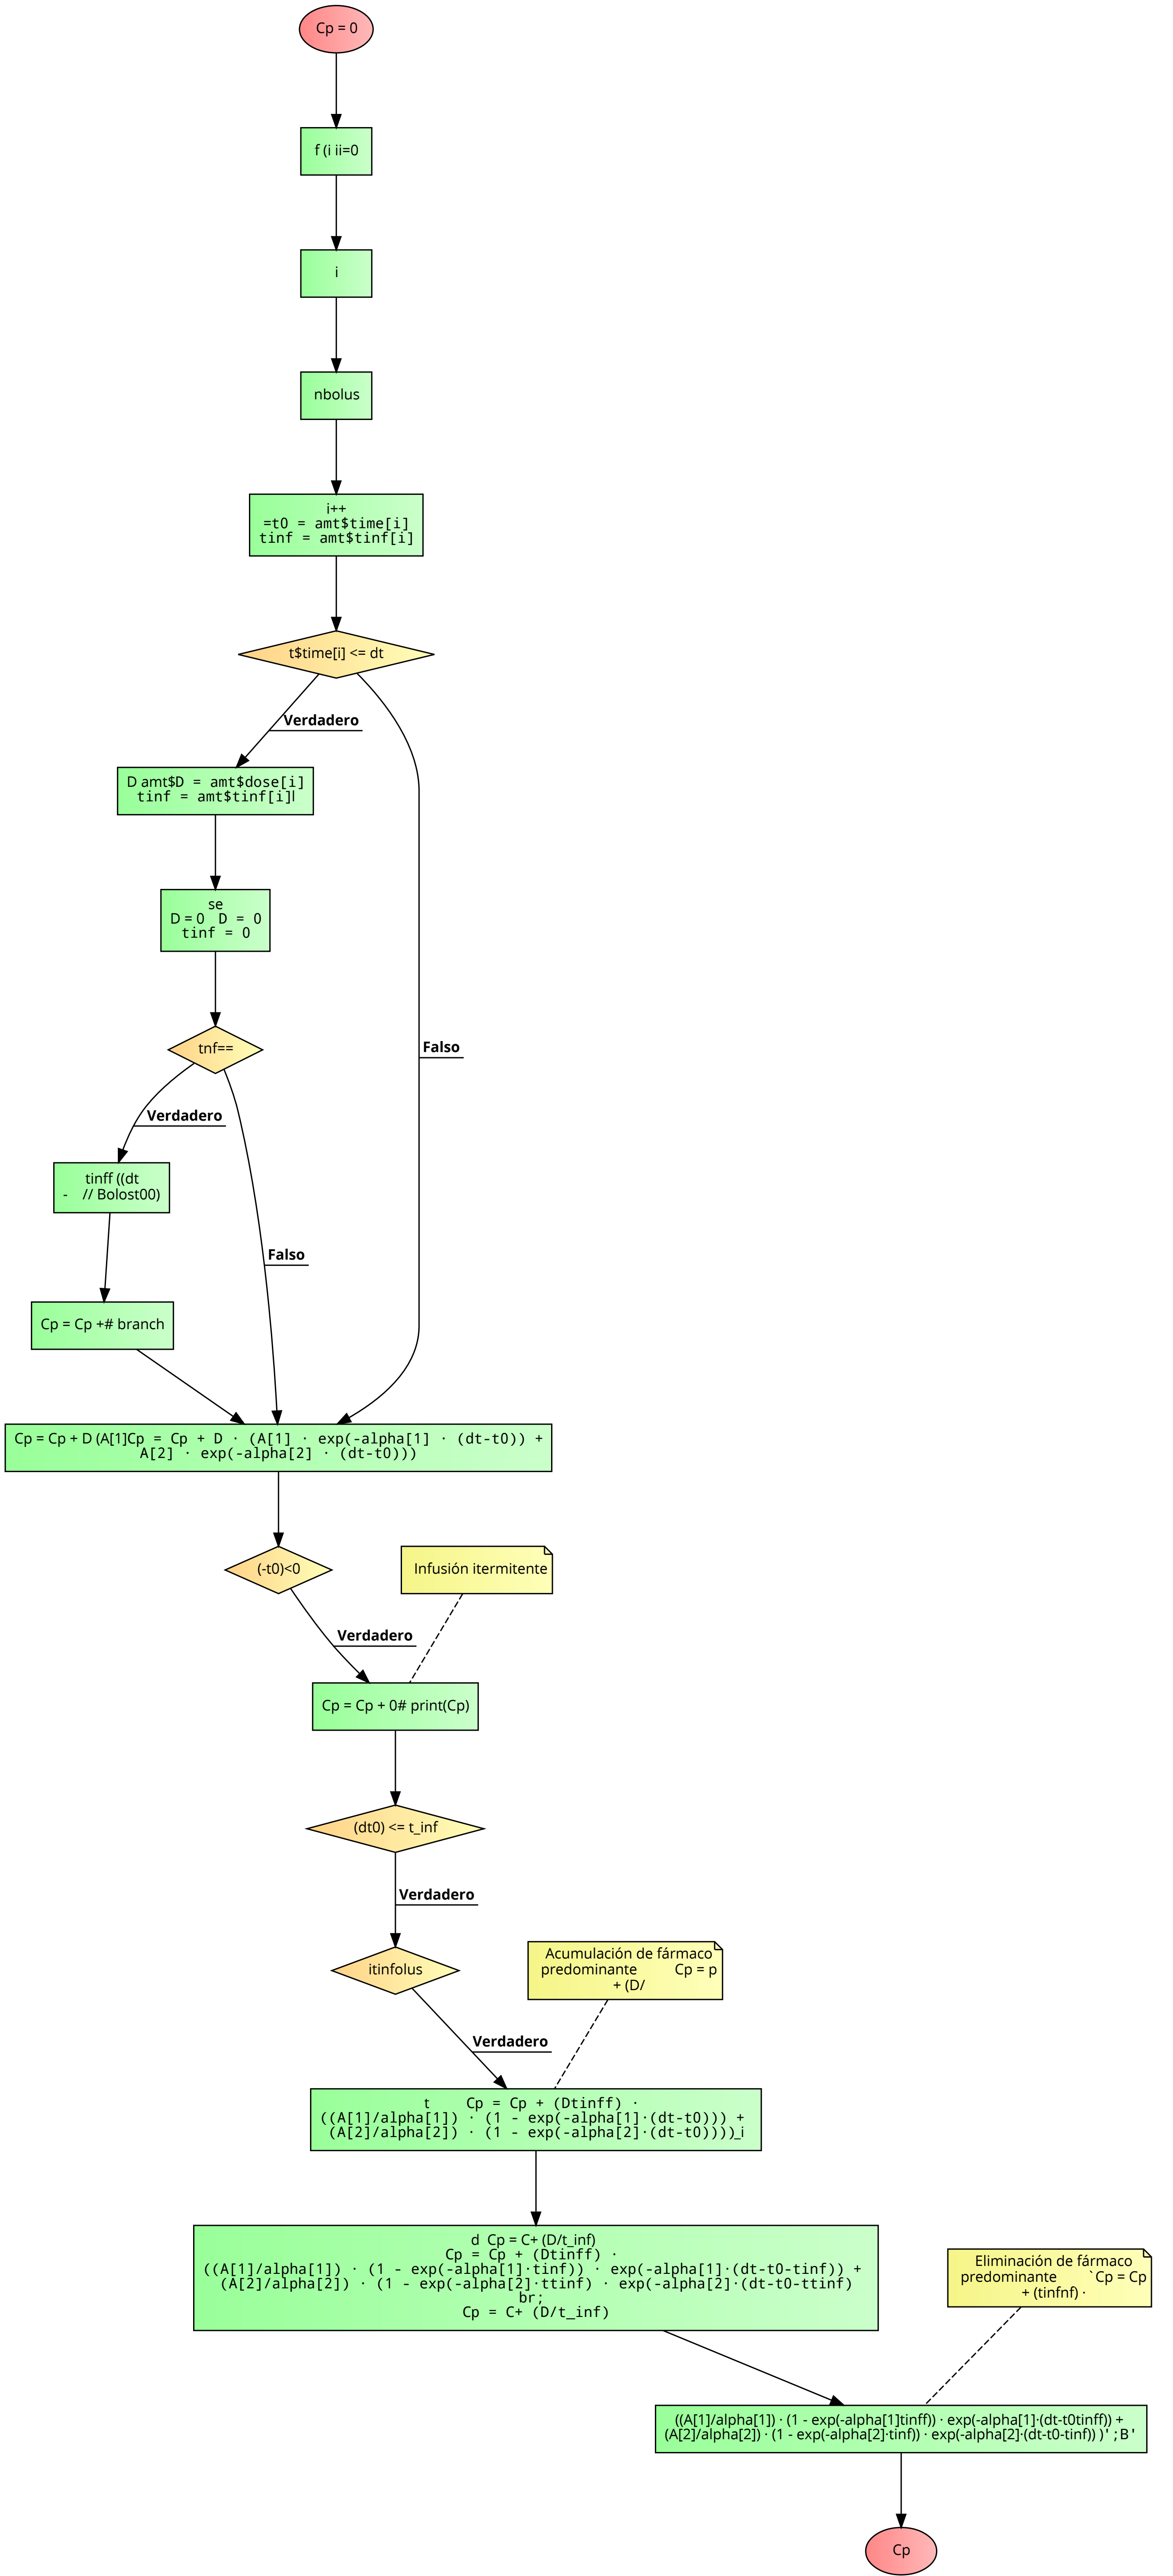 Cp = 0
f (i ii=0
i
nbolus
i++
=t0 = amt$time[i]
tinf = amt$tinf[i]
t$time[i] <= dt
Verdadero
D amt$D = amt$dose[i]
tinf = amt$tinf[i]l
se
D = 0 D = 0
tinf = 0
tnf==
Falso
Verdadero
tinff ((dt
- // Bolost00)
Falso
Cp = Cp +# branch
Cp = Cp + D (A[1]Cp = Cp + D · (A[1] · exp(-alpha[1] · (dt-t0)) +
A[2] · exp(-alpha[2] · (dt-t0)))
(-t0)<0
Infusión itermitente
Verdadero
Cp = Cp + 0# print(Cp)
(dt0) <= t_inf
Verdadero
itinfolus
Acumulación de fármaco
predominante Cp = p
+ (D/
Verdadero
t Cp = Cp + (Dtinff) ·
((A[1]/alpha[1]) · (1 - exp(-alpha[1]·(dt-t0))) +
(A[2]/alpha[2]) · (1 - exp(-alpha[2]·(dt-t0))))_i
d Cp = C+ (D/t_inf)
Cp = Cp + (Dtinff) ·
((A[1]/alpha[1]) · (1 - exp(-alpha[1]·tinf)) · exp(-alpha[1]·(dt-t0-tinf)) +
(A[2]/alpha[2]) · (1 - exp(-alpha[2]·ttinf) · exp(-alpha[2]·(dt-t0-ttinf)
br;
Cp = C+ (D/t_inf)
Eliminación de fármaco
predominante `Cp = Cp
+ (tinfnf) ·
((A[1]/alpha[1]) · (1 - exp(-alpha[1]tinff)) · exp(-alpha[1]·(dt-t0tinff)) +
(A[2]/alpha[2]) · (1 - exp(-alpha[2]·tinf)) · exp(-alpha[2]·(dt-t0-tinf)) )' ; B '
Cp